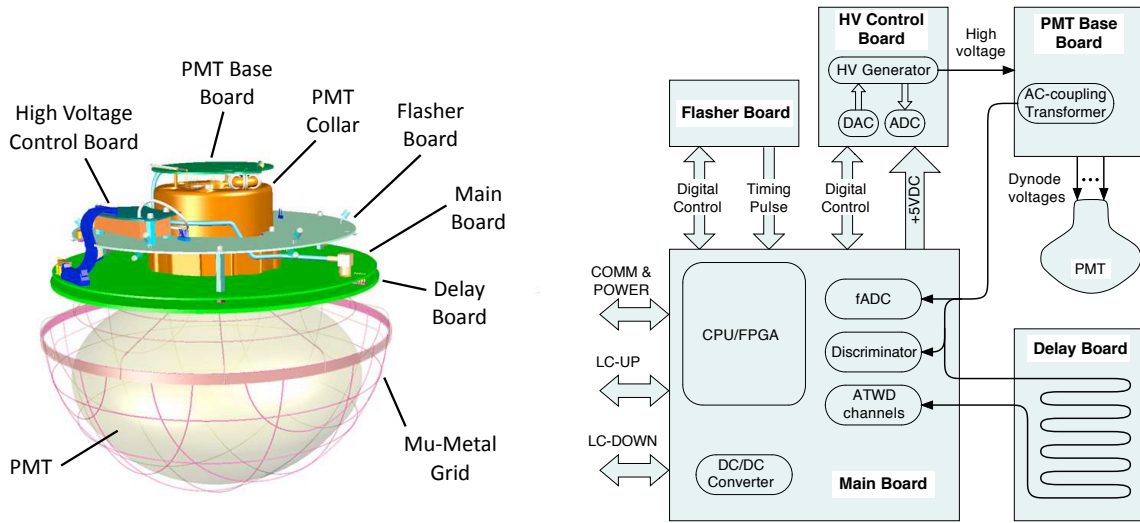 PMT Base
Board
High Voltage
Control Board
PMT
Collar
Flasher
Board
Main
Board
Delay
Board
Mu-Metal
Grid
PMT
HV Control
Board
HV Generator
DAC
ADC
High
voltage
PMT Base
Board
AC-coupling
Transformer
Flasher Board
Digital
Control
Timing
Pulse
Digital
Control
+5VDC
Dynode
voltages
PMT
COMM &
POWER
LC-UP
LC-DOWN
CPU/FPGA
fADC
Discriminator
ATWD
channels
DC/DC
Converter
Main Board
Delay Board